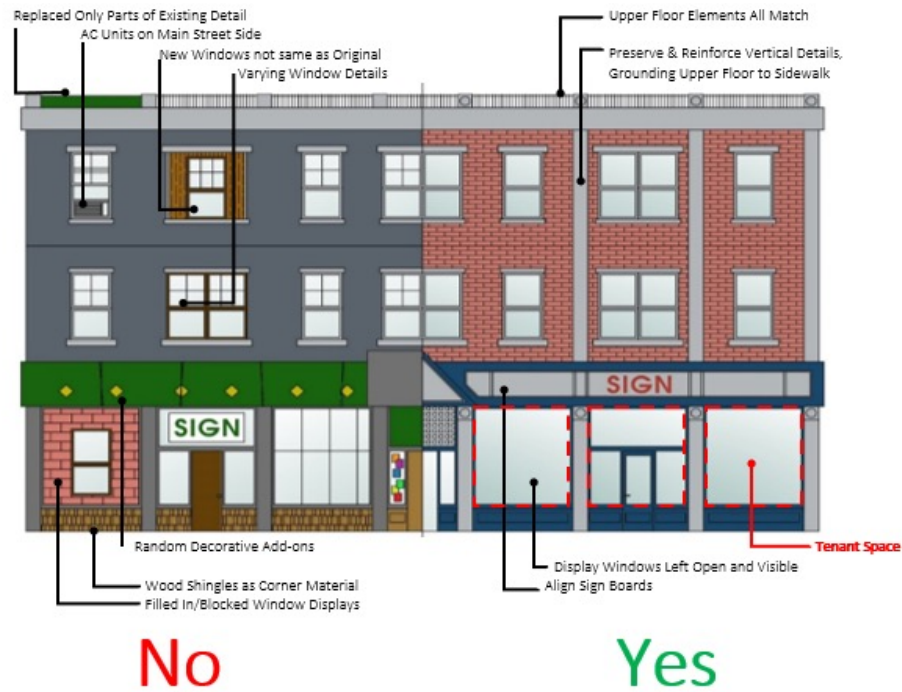 Replaced Only Parts of Existing Detail
AC Units on Main Street Side
New Windows not same as Original
Varying Window Details
Upper Floor Elements All Match
Preserve & Reinforce Vertical Details,
Grounding Upper Floor to Sidewalk
SIGN
SIGN
Random Decorative Add-ons
Wood Shingles as Corner Material
Filled In/Blocked Window Displays
Tenant Space
Display Windows Left Open and Visible
Align Sign Boards
No
Yes